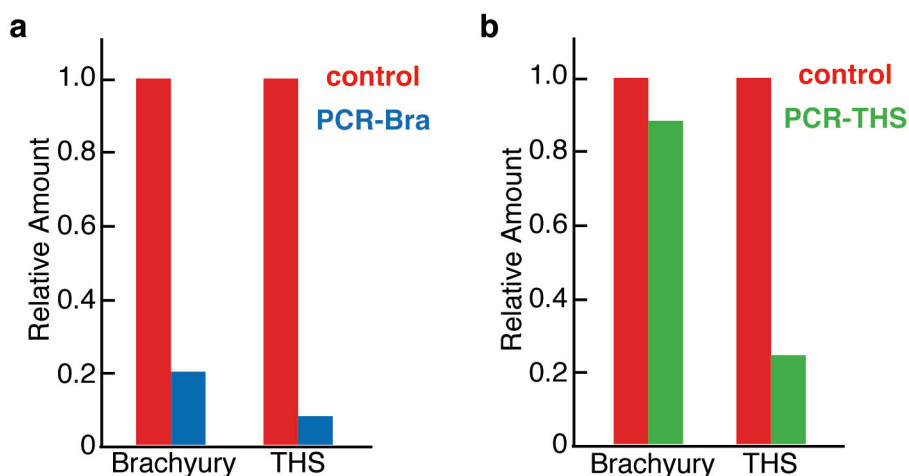 a
Relative Amount
1.0
0.8
0.6
0.4
0.2
0
control
PCR-Bra
Brachyury
THS
b
Relative Amount
1.0
0.8
0.6
0.4
0.2
0
control
PCR-THS
Brachyury
THS